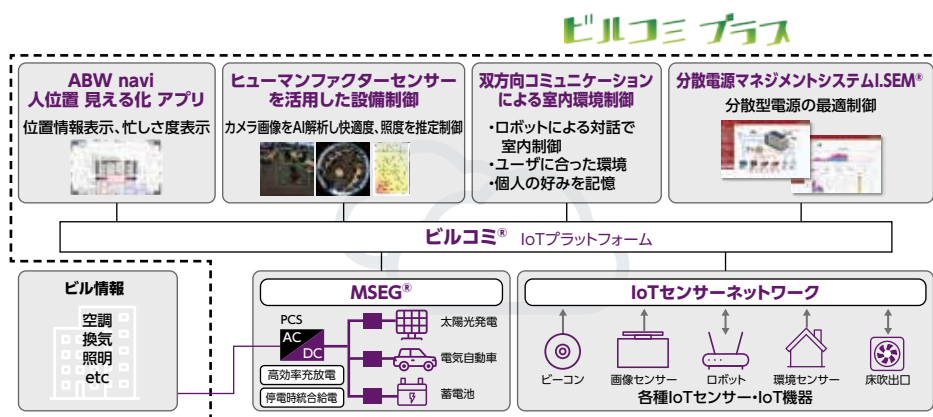 ビルコミ プラス
ABW navi
人位置 見える化 アプリ
位置情報表示、忙しさ度表示
ヒューマンファクターセンサー
を活用した設備制御
カメラ画像をAI解析し快適度、照度を推定制御
双方向コミュニケーション
による室内環境制御
・ロボットによる対話で
室内制御
・ユーザに合った環境
・個人の好みを記憶
分散電源マネジメントシステムI.SEM®
分散型電源の最適制御
ビルコミ® IoTプラットフォーム
ビル情報
空調
換気
照明
etc
MSEG®
PCS
AC
DC
高効率充放電
停電時統合給電
太陽光発電
電気自動車
蓄電池
IoTセンサーネットワーク
ビーコン
画像センサー
ロボット
環境センサー
床吹出口
各種IoTセンサー・IoT機器